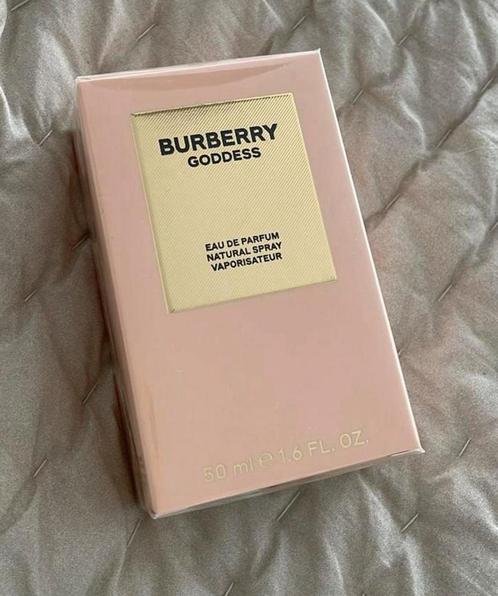 BURBERRY
GODDESS
EAU DE PARFUM
NATURAL SPRAY
VAPORISATEUR
50 ml e 1.6 FL. OZ.